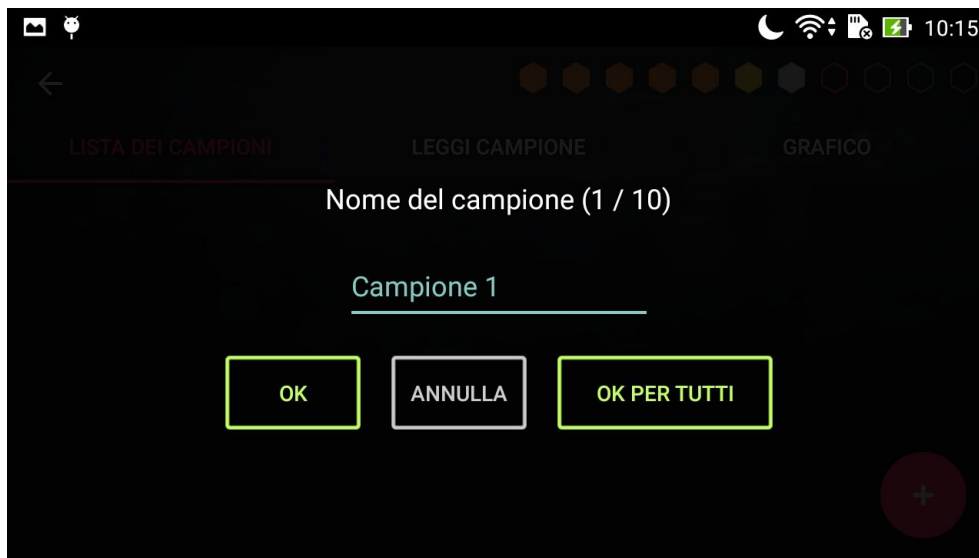 10:15
LISTA DEI CAMPIONI LEGGI CAMPIONE GRAFICO
Nome del campione (1 / 10)
Campione 1
OK ANNULLA OK PER TUTTI
+